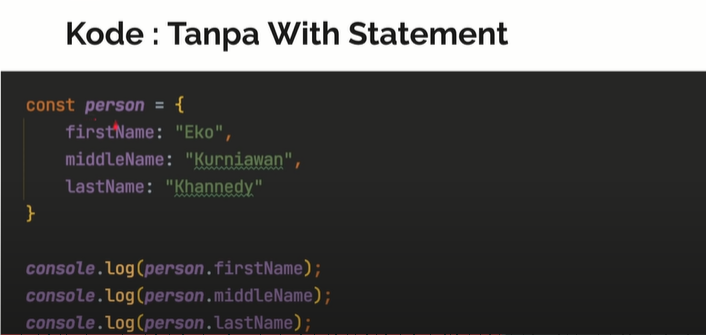 Kode : Tanpa With Statement
const person = {
    firstName: "Eko",
    middleName: "Kurniawan",
    lastName: "Khannedy"
}
console.log(person.firstName);
console.log(person.middleName);
console.log(person.lastName);